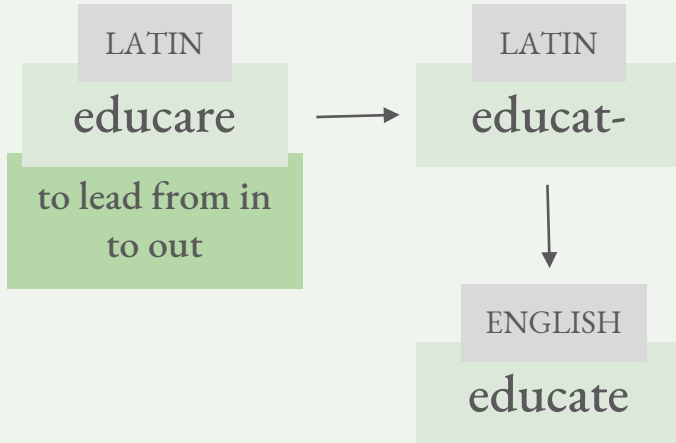 LATIN
educare
to lead from in
to out
LATIN
educat-
ENGLISH
educate